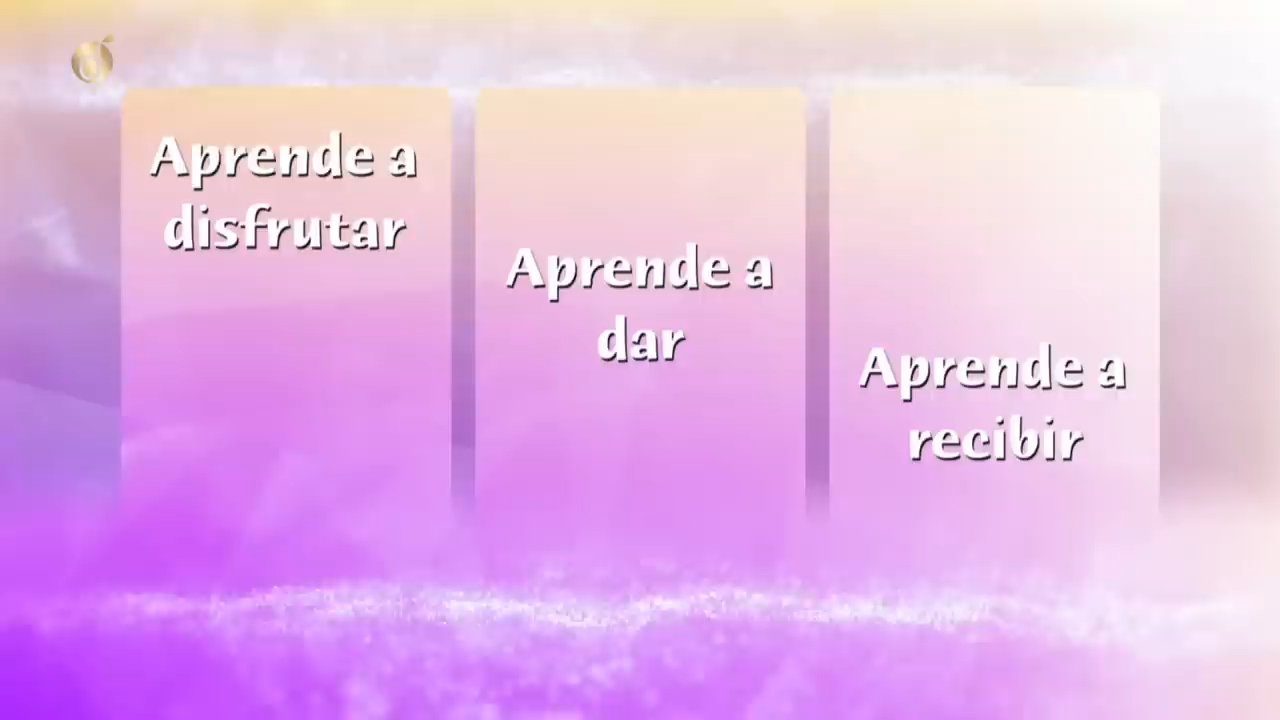 Aprende a
disfrutar
Aprende a
dar
Aprende a
recibir